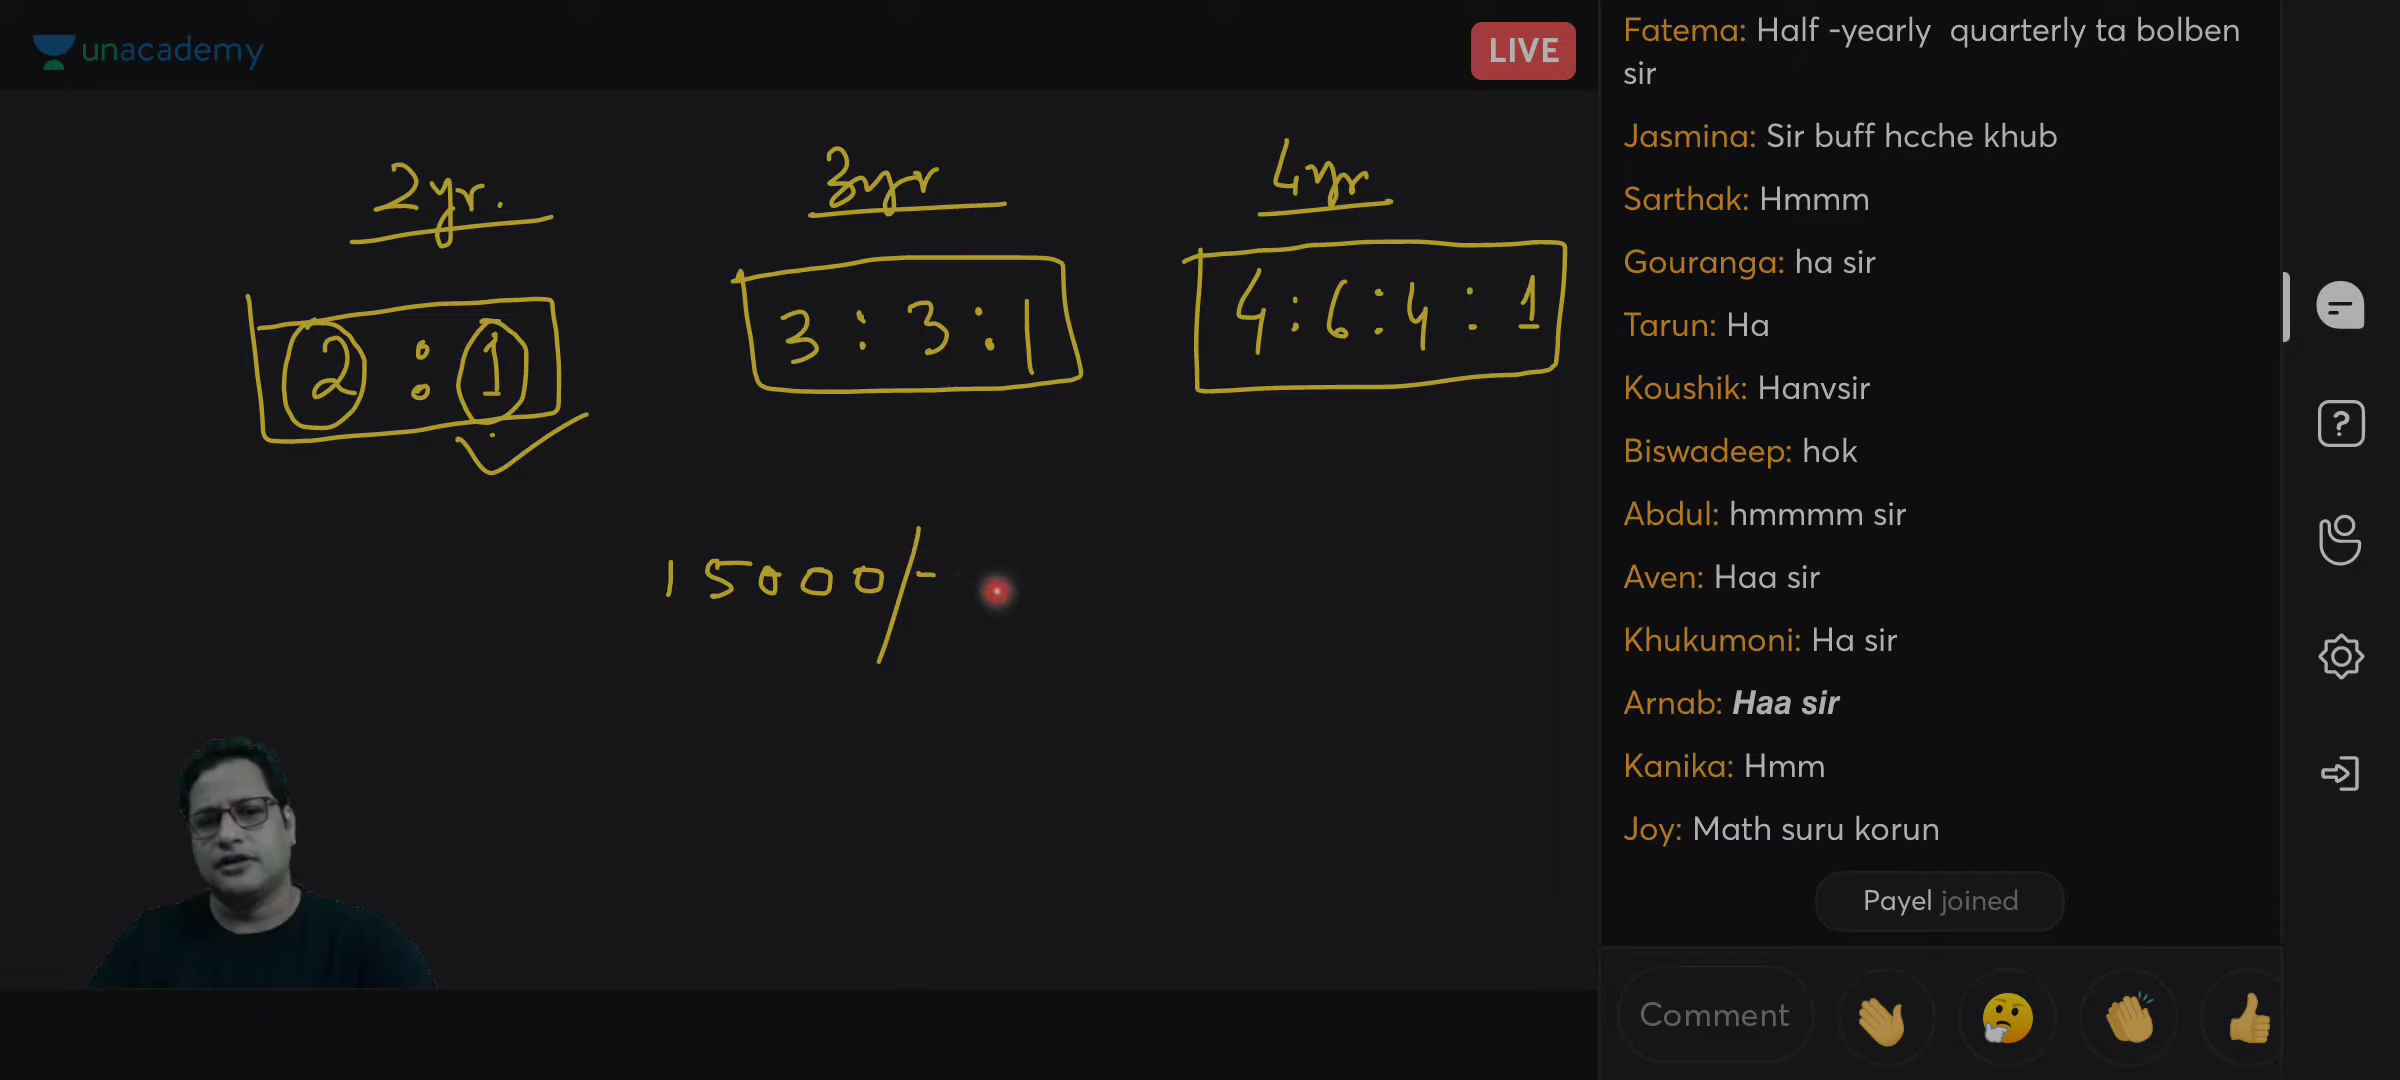 unacademy
LIVE
2yr.
3yr
4yr
2 : 1
3 : 3 : 1
4 : 6 : 4 : 1
15000/-
Fatema: Half -yearly quarterly ta bolben
sir
Jasmina: Sir buff hcche khub
Sarthak: Hmmm
Gouranga: ha sir
Tarun: Ha
Koushik: Hanvsir
Biswadeep: hok
Abdul: hmmmm sir
Aven: Haa sir
Khukumoni: Ha sir
Arnab: Haa sir
Kanika: Hmm
Joy: Math suru korun
Payel joined
Comment